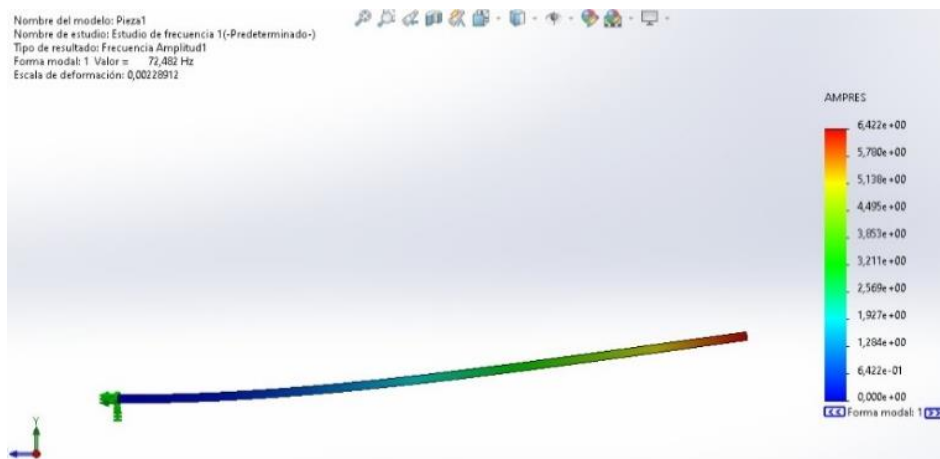 Nombre del modelo: Pieza1
Nombre de estudio: Estudio de frecuencia 1(-Predeterminado-)
Tipo de resultado: Frecuencia Amplitud1
Forma modal: 1 Valor = 72,482 Hz
Escala de deformación: 0,00228912
AMPRES
6,422e+00
5,780e+00
5,138e+00
4,495e+00
3,853e+00
3,211e+00
2,569e+00
1,927e+00
1,284e+00
6,422e-01
0,000e+00
Forma modal: 1
Y